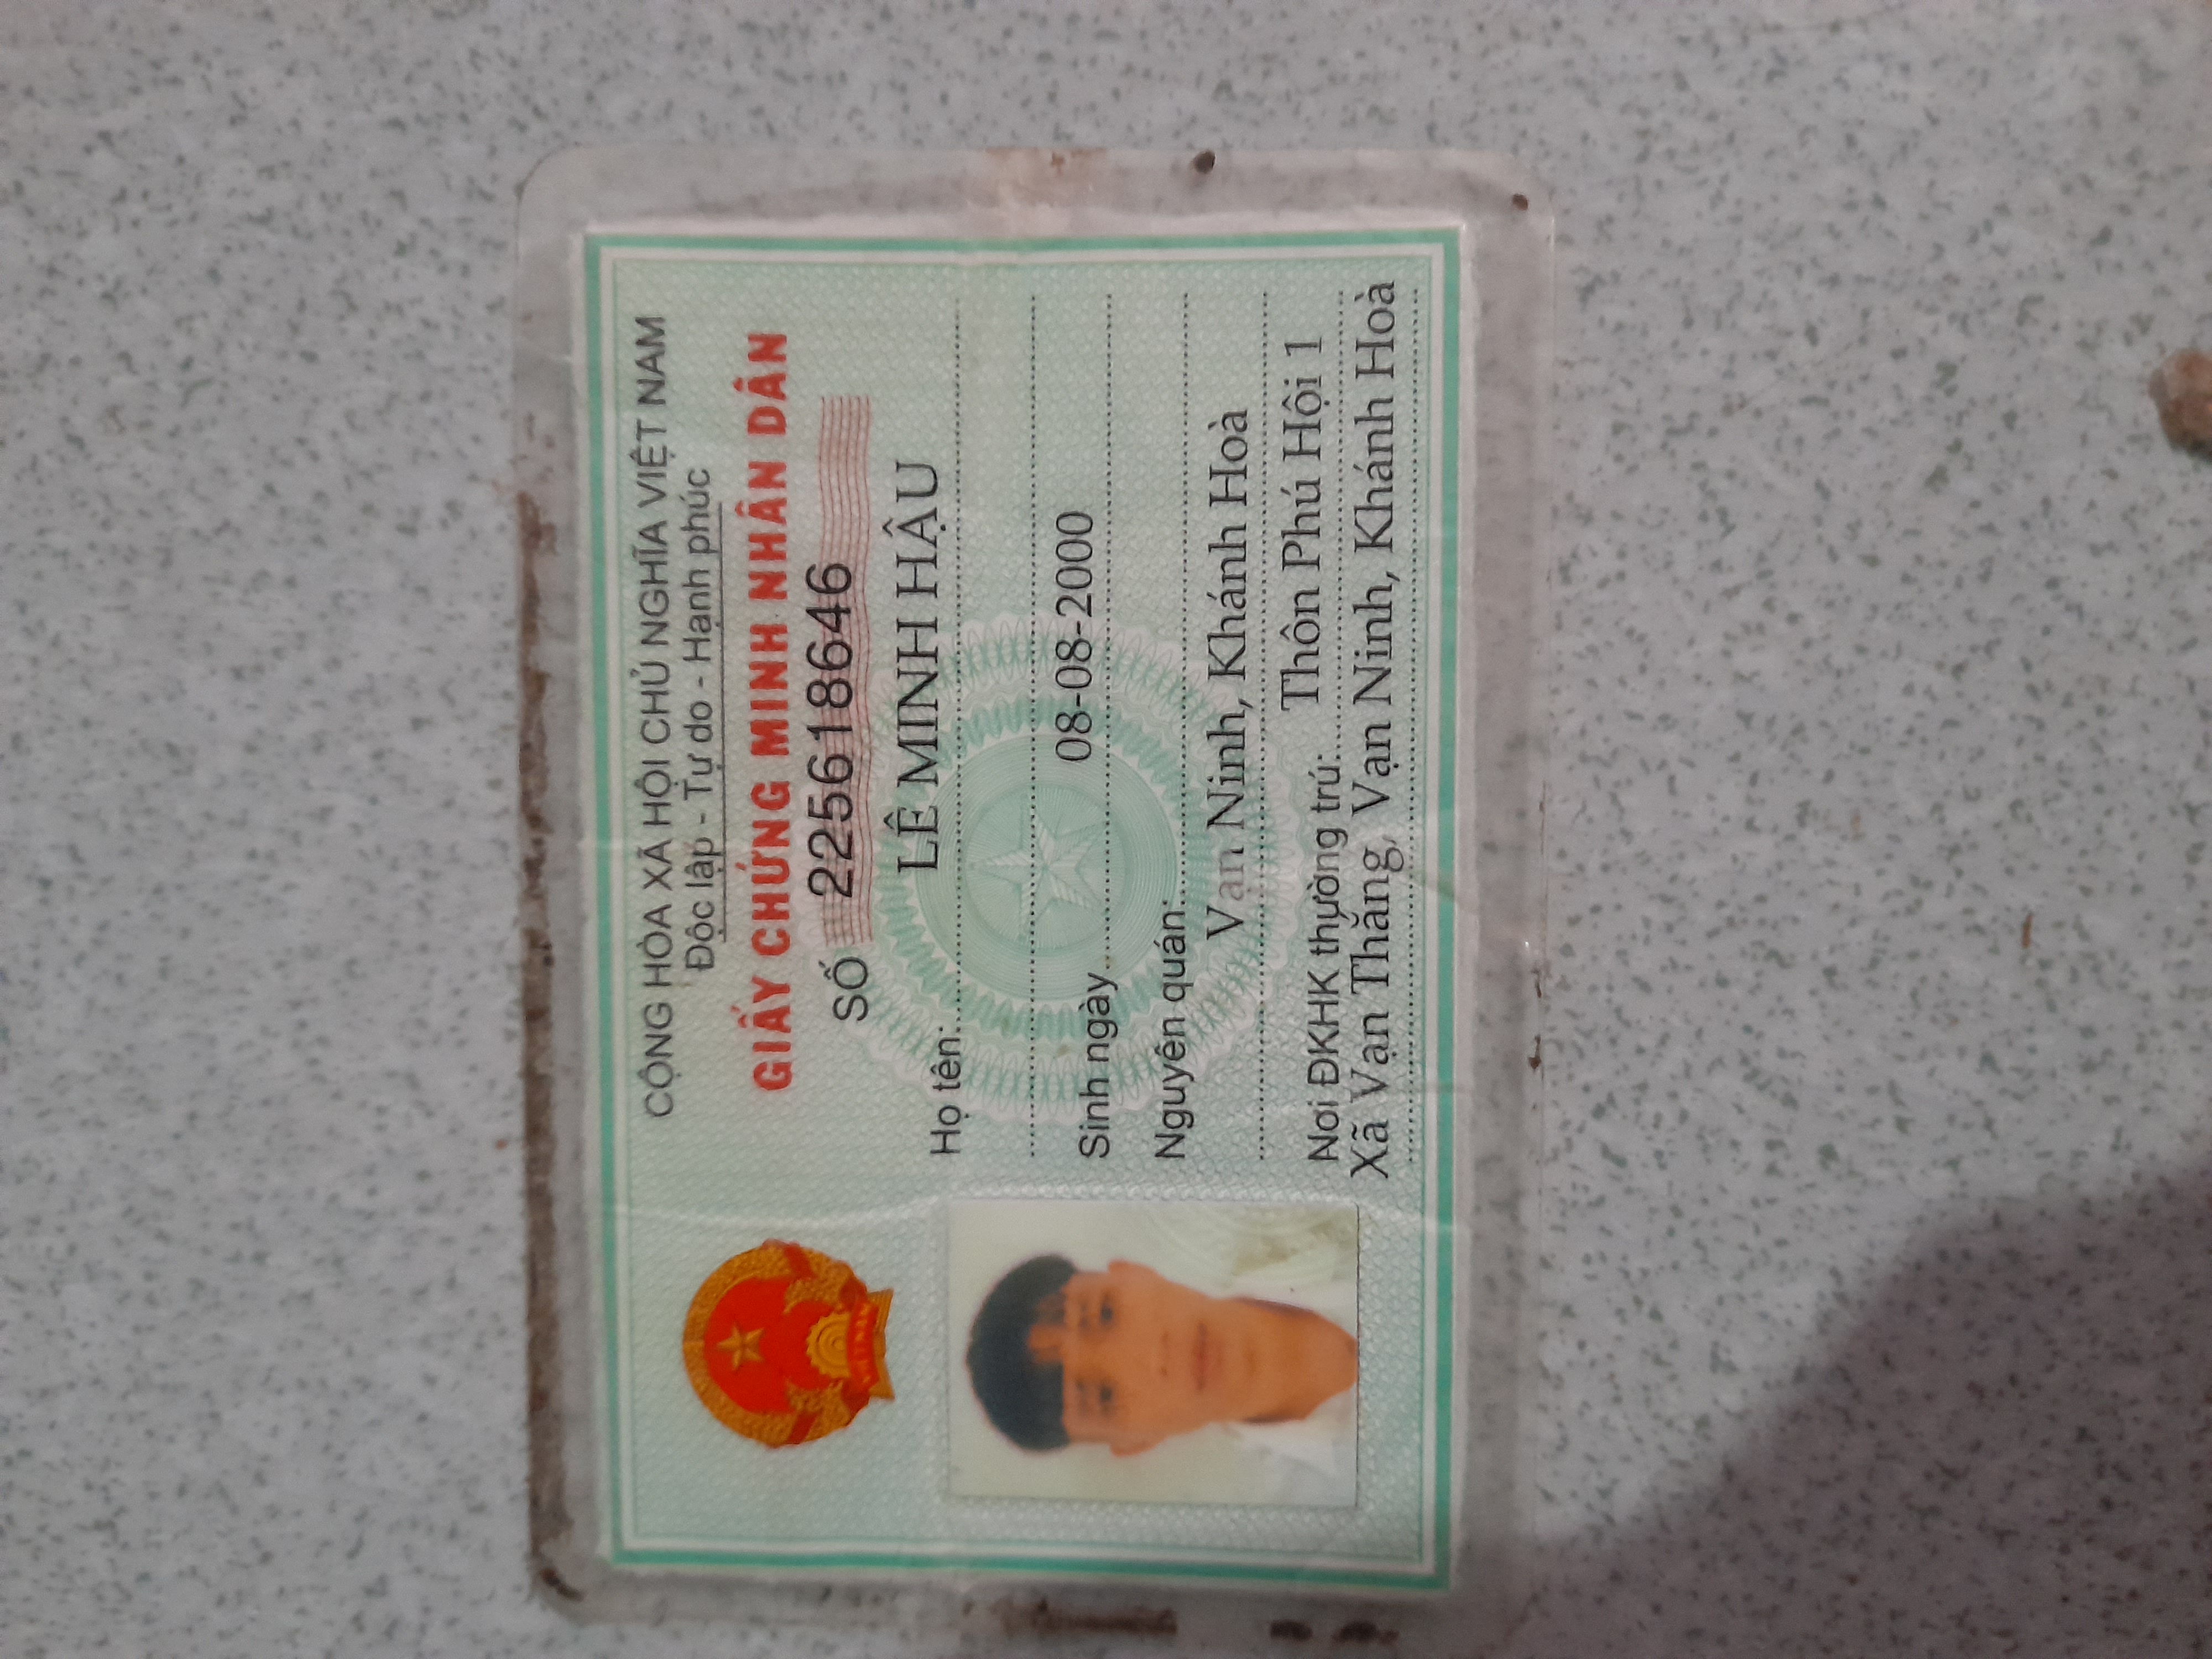 CỘNG HÒA XÃ HỘI CHỦ NGHĨA VIỆT NAM
Độc lập - Tự do - Hạnh phúc
GIẤY CHỨNG MINH NHÂN DÂN
SỐ 225618646
Họ tên: LÊ MINH HẬU
Sinh ngày 08-08-2000
Nguyên quán:
Vạn Ninh, Khánh Hoà
Nơi ĐKHK thường trú: Thôn Phú Hội 1
Xã Vạn Thắng, Vạn Ninh, Khánh Hoà
VIỆT NAM